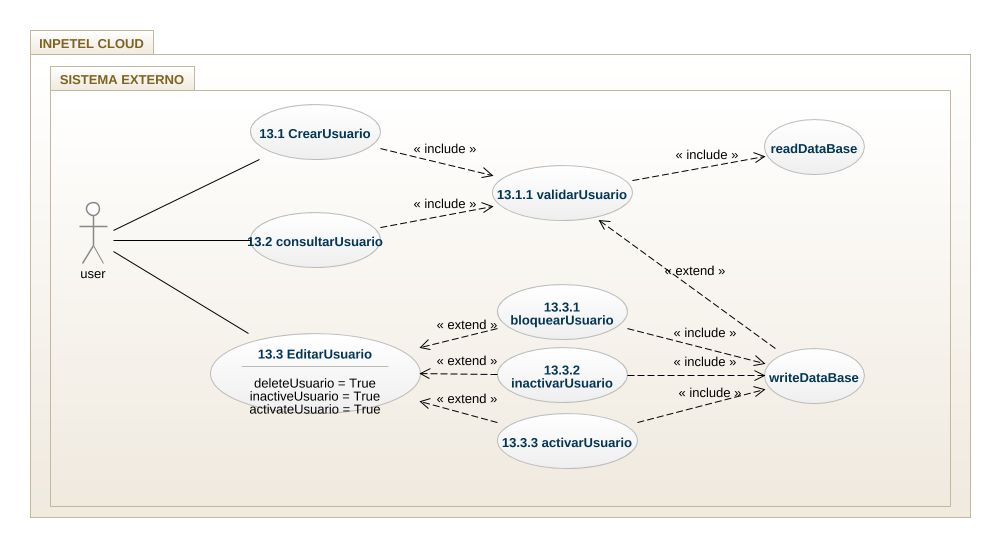 INPETEL CLOUD
SISTEMA EXTERNO
13.1 CrearUsuario
« include »
readDataBase
« include »
13.1.1 validarUsuario
« include »
13.2 consultarUsuario
user
« extend »
13.3.1
bloquearUsuario
« extend »
« include »
13.3 EditarUsuario
deleteUsuario = True
inactiveUsuario = True
activateUsuario = True
« extend »
13.3.2
inactivarUsuario
« include »
writeDataBase
« extend »
« include »
13.3.3 activarUsuario